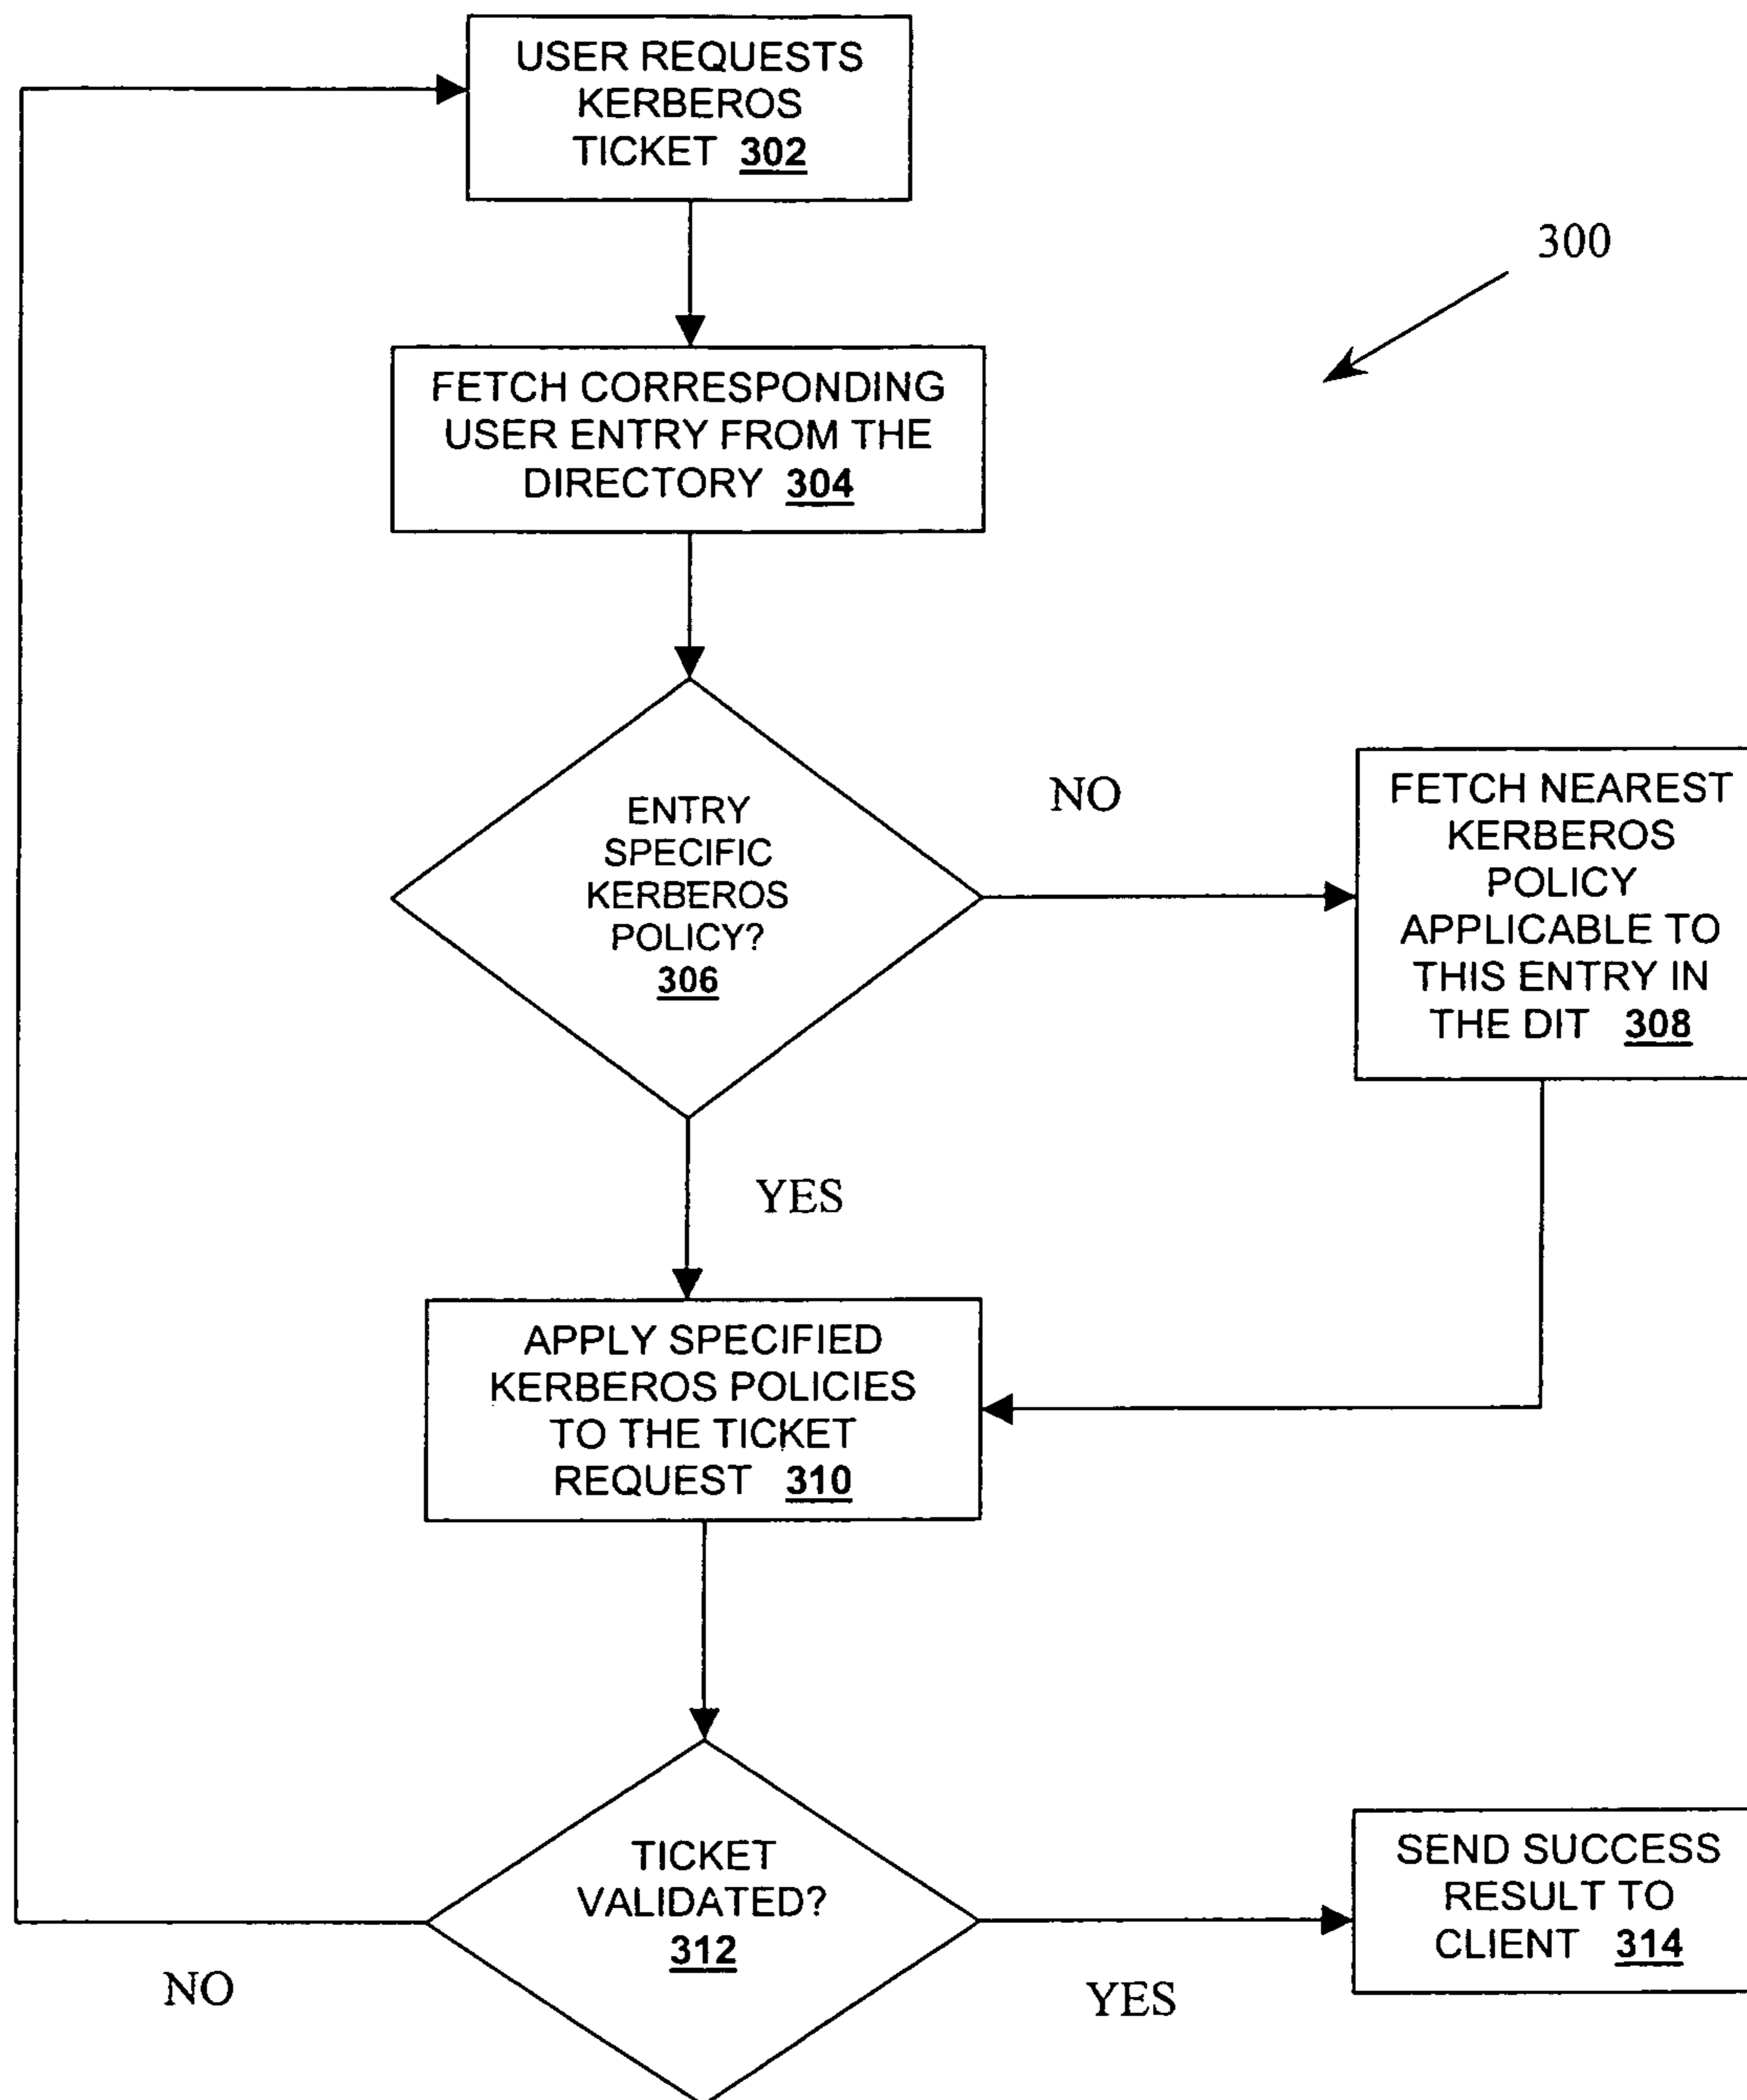 USER REQUESTS
KERBEROS
TICKET 302
300
FETCH CORRESPONDING
USER ENTRY FROM THE
DIRECTORY 304
ENTRY
SPECIFIC
KERBEROS
POLICY?
306
NO
FETCH NEAREST
KERBEROS
POLICY
APPLICABLE TO
THIS ENTRY IN
THE DIT 308
YES
APPLY SPECIFIED
KERBEROS POLICIES
TO THE TICKET
REQUEST 310
TICKET
VALIDATED?
312
NO
YES
SEND SUCCESS
RESULT TO
CLIENT 314